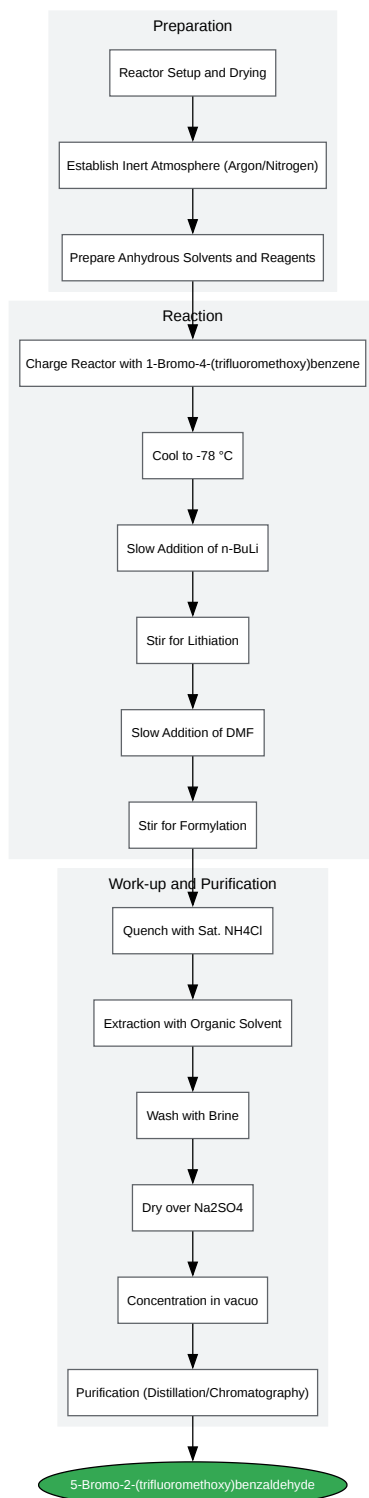 Preparation
Reactor Setup and Drying
Establish Inert Atmosphere (Argon/Nitrogen)
Prepare Anhydrous Solvents and Reagents
Reaction
Charge Reactor with 1-Bromo-4-(trifluoromethoxy)benzene
Cool to -78 °C
Slow Addition of n-BuLi
Stir for Lithiation
Slow Addition of DMF
Stir for Formylation
Work-up and Purification
Quench with Sat. NH4Cl
Extraction with Organic Solvent
Wash with Brine
Dry over Na2SO4
Concentration in vacuo
Purification (Distillation/Chromatography)
5-Bromo-2-(trifluoromethoxy)benzaldehyde